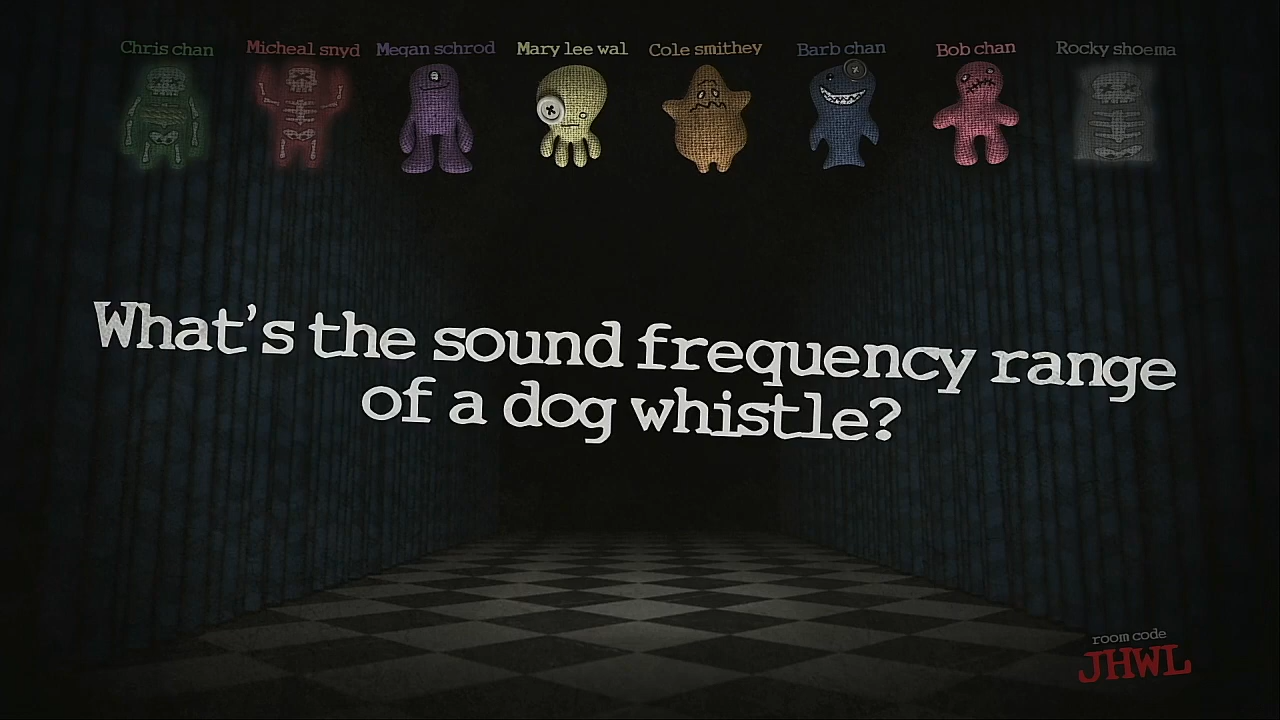 Chris chan
Micheal snyd
Megan schrod
Mary lee wal
Cole smithey
Barb chan
Bob chan
Rocky shoema
What's the sound frequency range
of a dog whistle?
room code
JHWL